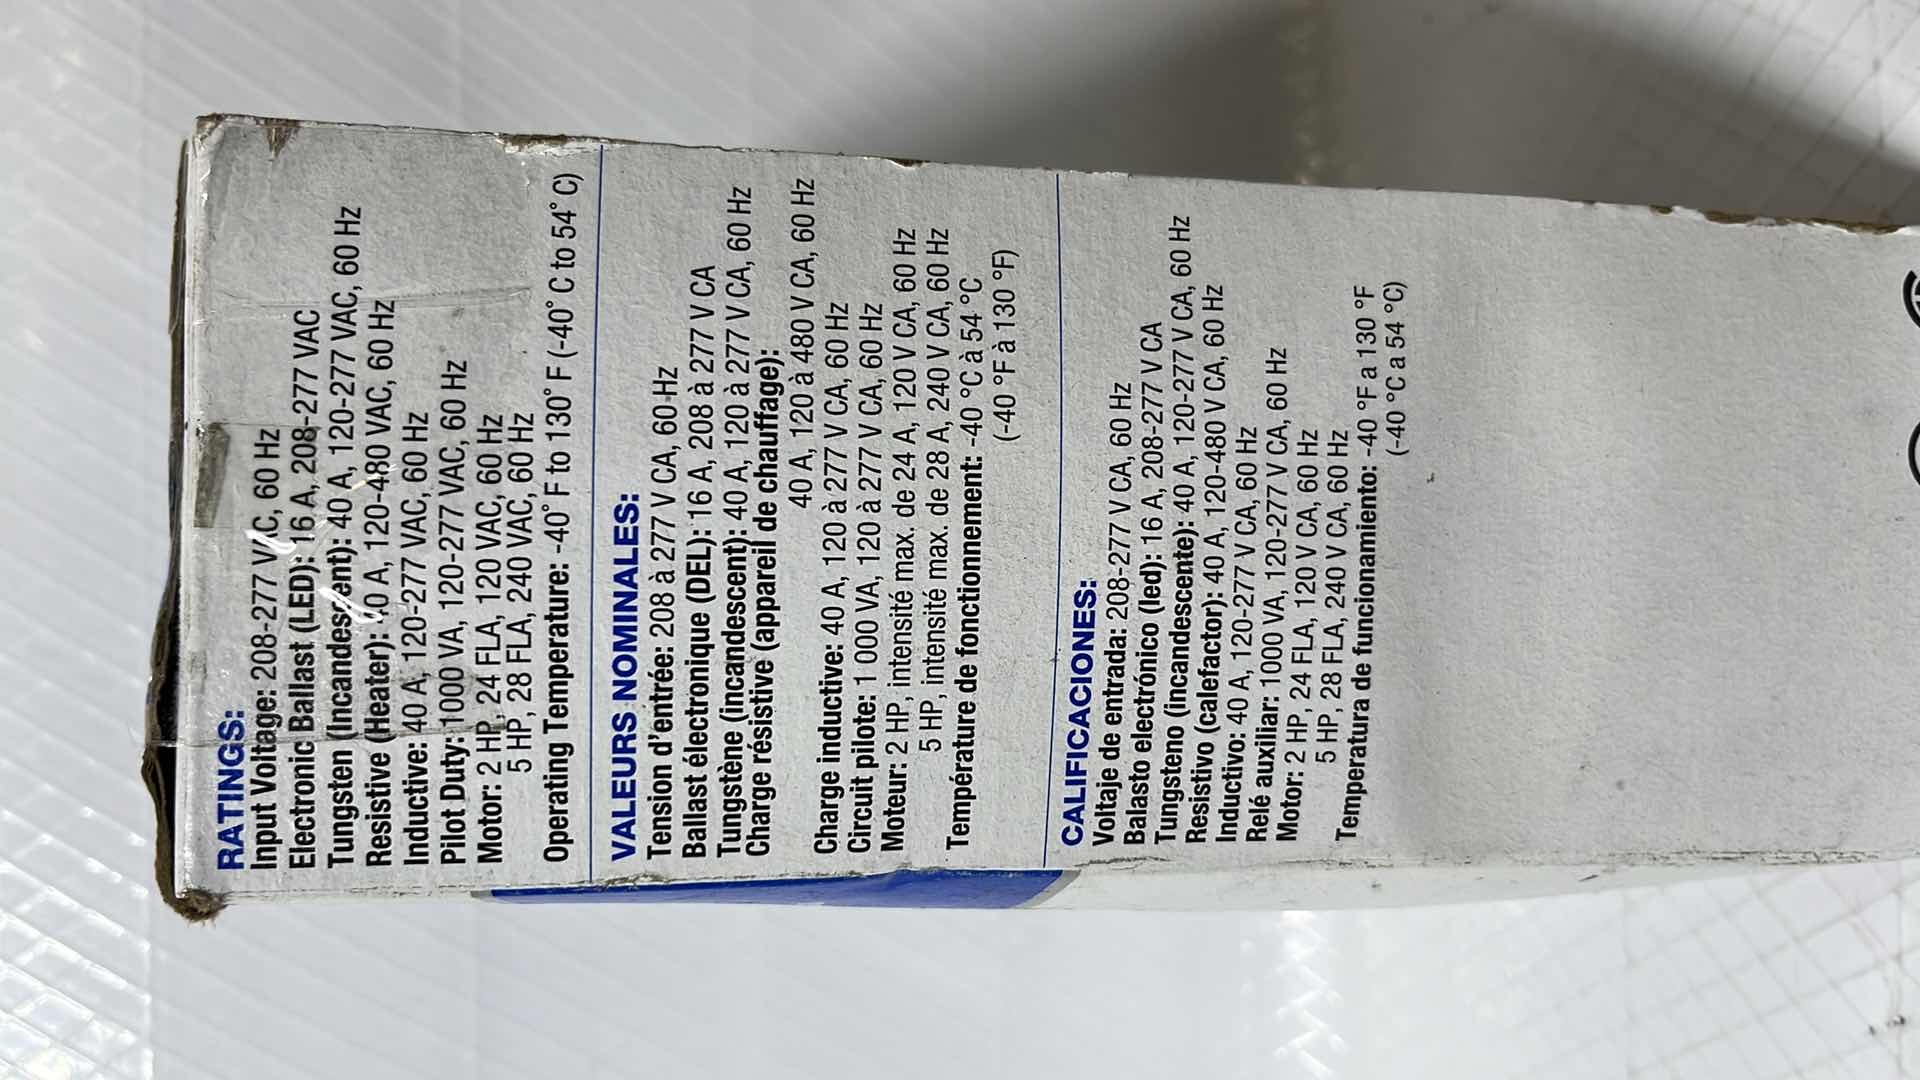 RATINGS:
Input Voltage: 208-277 VAC, 60 Hz
Electronic Ballast (LED): 16 A, 208-277 VAC
Tungsten (Incandescent): 40 A, 120-277 VAC, 60 Hz
Resistive (Heater): 40 A, 120-480 VAC, 60 Hz
Inductive: 40 A, 120-277 VAC, 60 Hz
Pilot Duty: 1000 VA, 120-277 VAC, 60 Hz
Motor: 2 HP, 24 FLA, 120 VAC, 60 Hz
5 HP, 28 FLA, 240 VAC, 60 Hz
Operating Temperature: -40° F to 130° F (-40° C to 54° C)
VALEURS NOMINALES:
Tension d'entrée: 208 à 277 V CA, 60 Hz
Ballast électronique (DEL): 16 A, 208 à 277 V CA
Tungstène (incandescent): 40 A, 120 à 277 V CA, 60 Hz
Charge résistive (appareil de chauffage):
40 A, 120 à 480 V CA, 60 Hz
Charge inductive: 40 A, 120 à 277 V CA, 60 Hz
Circuit pilote: 1 000 VA, 120 à 277 V CA, 60 Hz
Moteur: 2 HP, intensité max. de 24 A, 120 V CA, 60 Hz
5 HP, intensité max. de 28 A, 240 V CA, 60 Hz
Température de fonctionnement: -40 °C à 54 °C
(-40 °F à 130 °F)
CALIFICACIONES:
Voltaje de entrada: 208-277 V CA, 60 Hz
Balasto electrónico (led): 16 A, 208-277 V CA
Tungsteno (incandescente): 40 A, 120-277 V CA, 60 Hz
Resistivo (calefactor): 40 A, 120-480 V CA, 60 Hz
Inductivo: 40 A, 120-277 V CA, 60 Hz
Relé auxiliar: 1000 VA, 120-277 V CA, 60 Hz
Motor: 2 HP, 24 FLA, 120 V CA, 60 Hz
5 HP, 28 FLA, 240 V CA, 60 Hz
Temperatura de funcionamiento: -40 °F a 130 °F
(-40 °C a 54 °C)